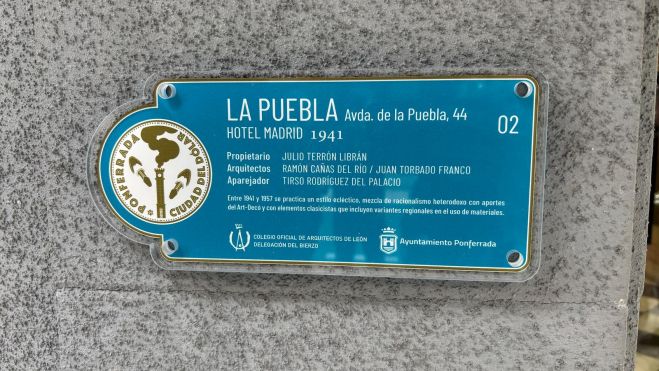 LA PUEBLA Avda. de la Puebla, 44
HOTEL MADRID 1941
02
Propietario JULIO TERRÓN LIBRÁN
Arquitectos RAMÓN CAÑAS DEL RÍO / JUAN TORBADO FRANCO
Aparejador TIRSO RODRÍGUEZ DEL PALACIO
Entre 1941 y 1957 se practica un estilo ecléctico, mezcla de racionalismo heterodoxo con aportes
del Art-Deco y con elementos clasicistas que incluyen variantes regionales en el uso de materiales.
PONFERRADA
CIUDAD DEL DÓLAR
COLEGIO OFICIAL DE ARQUITECTOS DE LEÓN
DELEGACIÓN DEL BIERZO
Ayuntamiento Ponferrada